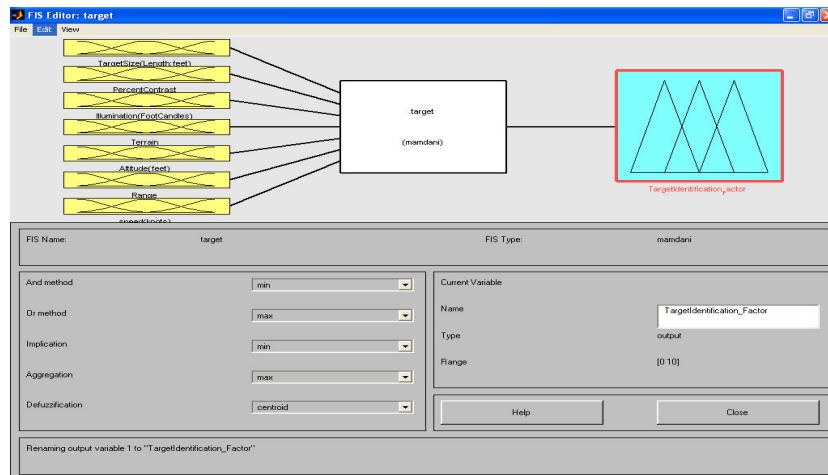 FIS Editor: target
File Edit View
TargetSize(Length:feet)
PercentContrast
Illumination(FootCandles)
Terrain
Altitude(feet)
Range
speed(knots)
target
(mamdani)
TargetIdentification_Factor
FIS Name: target FIS Type: mamdani
And method min
Or method max
Implication min
Aggregation max
Defuzzification centroid
Current Variable
Name TargetIdentification_Factor
Type output
Range [0 10]
Help Close
Renaming output variable 1 to "TargetIdentification_Factor"